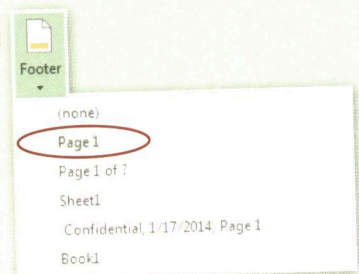 Footer
(none)
Page 1
Page 1 of ?
Sheet1
Confidential, 1/17/2014, Page 1
Book1